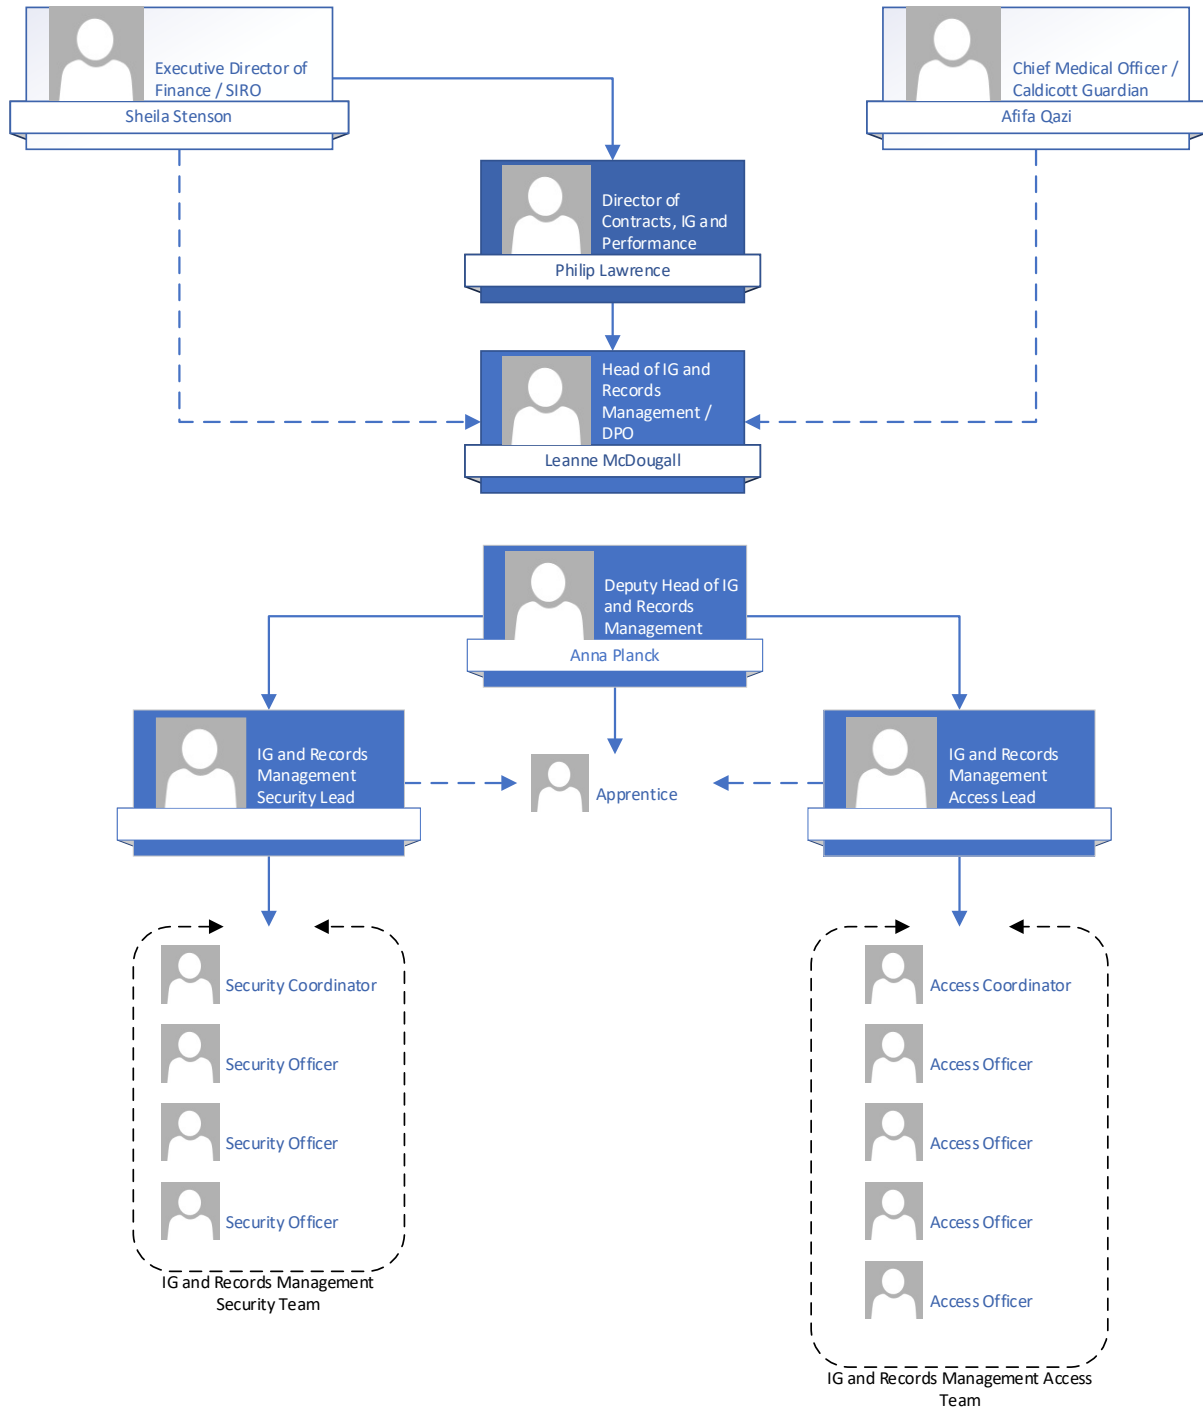 Executive Director of
Finance / SIRO
Sheila Stenson
Chief Medical Officer /
Caldicott Guardian
Afifa Qazi
Director of
Contracts, IG and
Performance
Philip Lawrence
Head of IG and
Records
Management /
DPO
Leanne McDougall
Deputy Head of IG
and Records
Management
Anna Planck
IG and Records
Management
Security Lead
Apprentice
IG and Records
Management
Access Lead
Security Coordinator
Security Officer
Security Officer
Security Officer
IG and Records Management
Security Team
Access Coordinator
Access Officer
Access Officer
Access Officer
Access Officer
IG and Records Management Access
Team